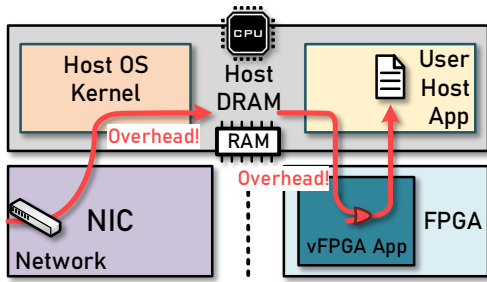 CPU
Host OS
Kernel
Host
DRAM
User
Host
App
Overhead!
RAM
Overhead!
NIC
Network
vFPGA App
FPGA